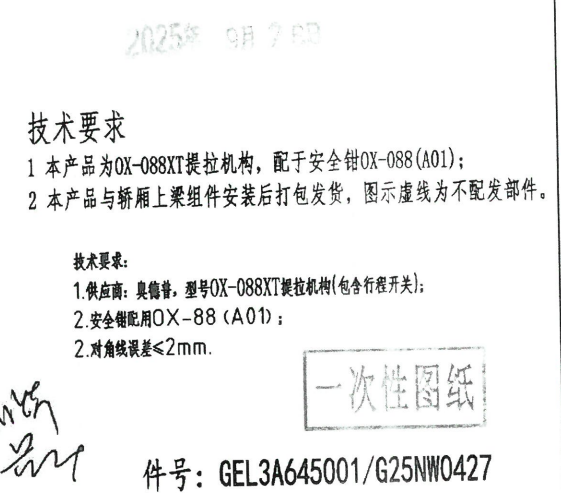 2025年 9月26日
技术要求
1 本产品为OX-088XT提拉机构，配于安全钳OX-088(A01)；
2 本产品与轿厢上梁组件安装后打包发货，图示虚线为不配发部件。
技术要求：
1.供应商：奥德普，型号OX-088XT提拉机构(包含行程开关)；
2.安全钳配用OX-88（A01）；
2.对角线误差≤2mm.
一次性图纸
件号：GEL3A645001/G25NW0427